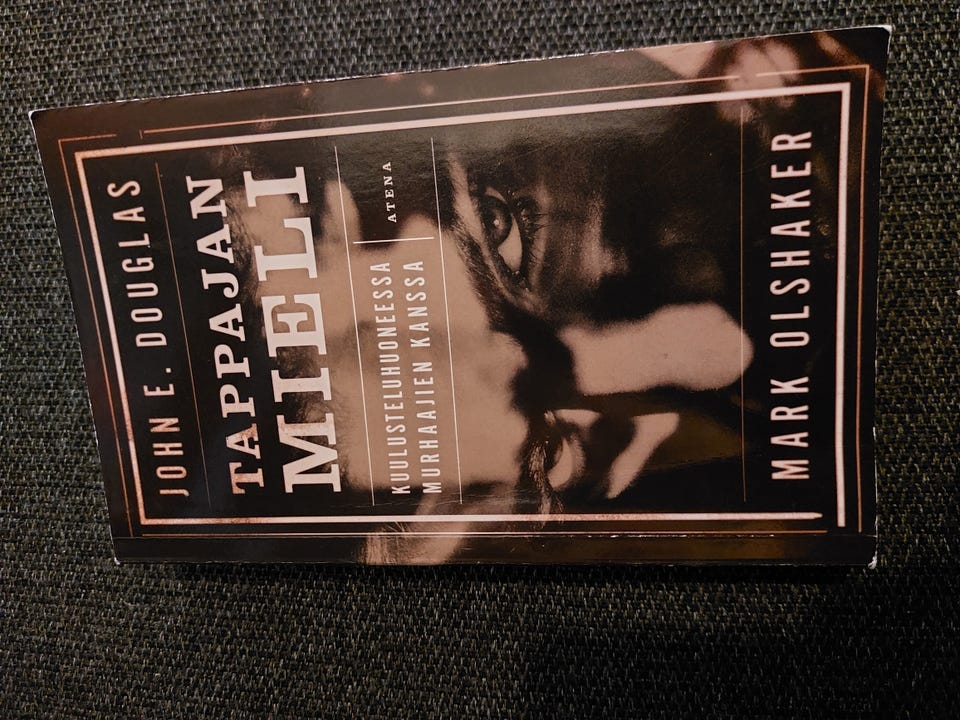 JOHN E. DOUGLAS
TAPPAJAN
MIELI
KUULUSTELUHUONEESSA
MURHAAJIEN KANSSA
ATENA
MARK OLSHAKER